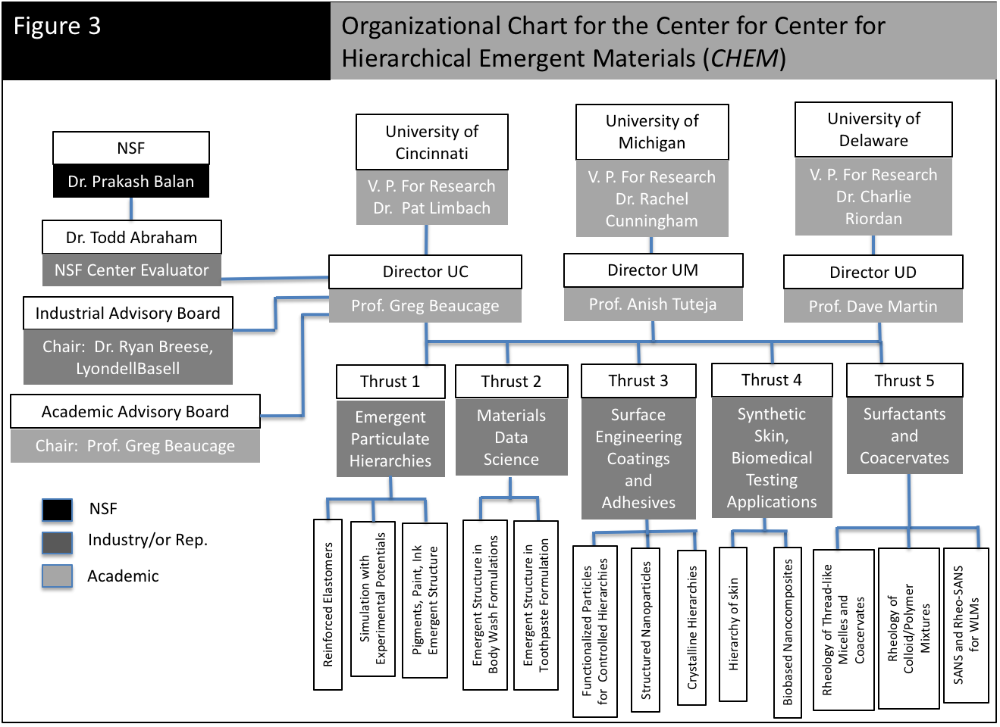 Figure 3
Organizational Chart for the Center for Center for
Hierarchical Emergent Materials (CHEM)
NSF
Dr. Prakash Balan
Dr. Todd Abraham
NSF Center Evaluator
Industrial Advisory Board
Chair: Dr. Ryan Breese,
LyondellBasell
Academic Advisory Board
Chair: Prof. Greg Beaucage
NSF
Industry/or Rep.
Academic
University of
Cincinnati
V. P. For Research
Dr. Pat Limbach
Director UC
Prof. Greg Beaucage
University of
Michigan
V. P. For Research
Dr. Rachel
Cunningham
Director UM
Prof. Anish Tuteja
University of
Delaware
V. P. For Research
Dr. Charlie
Riordan
Director UD
Prof. Dave Martin
Thrust 1
Emergent
Particulate
Hierarchies
Thrust 2
Materials
Data
Science
Thrust 3
Surface
Engineering
Coatings
and
Adhesives
Thrust 4
Synthetic
Skin,
Biomedical
Testing
Applications
Thrust 5
Surfactants
and
Coacervates
Reinforced Elastomers
Simulation with
Experimental Potentials
Pigments, Paint, Ink
Emergent Structure
Emergent Structure in
Body Wash Formulations
Emergent Structure in
Toothpaste Formulation
Functionalized Particles
for Controlled Hierarchies
Structured Nanoparticles
Crystalline Hierarchies
Hierarchy of skin
Biobased Nanocomposites
Rheology of Thread-like
Micelles and
Coacervates
Rheology of
Colloid/Polymer
Mixtures
SANS and Rheo-SANS
for WLMs